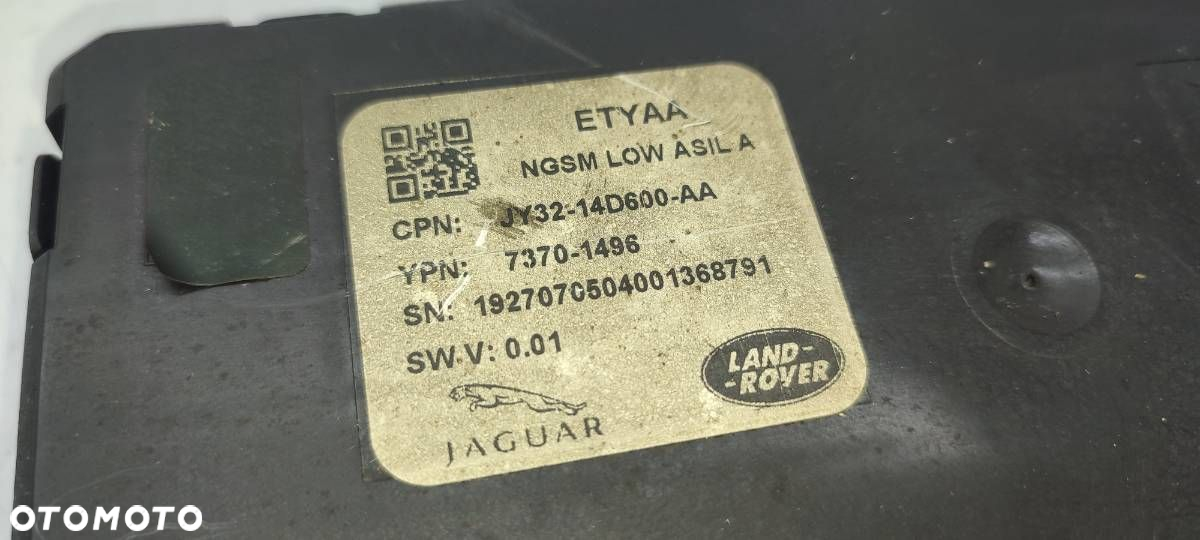 ETYAA
NGSM LOW ASIL A
CPN: JY32-14D600-AA
YPN: 7370-1496
SN: 1927070504001368791
SW.V: 0.01
LAND-
-ROVER
JAGUAR
OTOMOTO